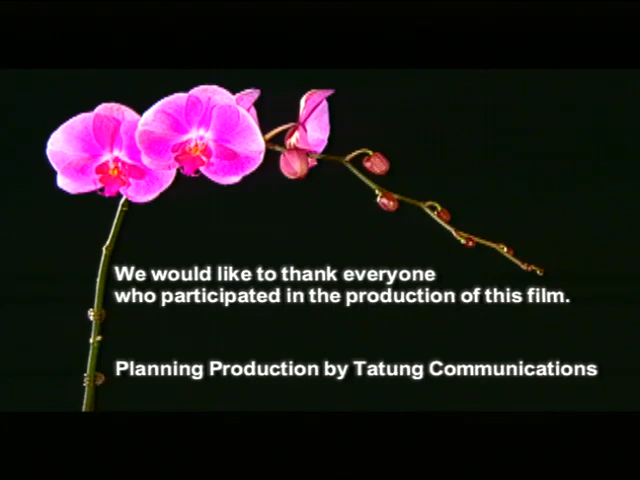 We would like to thank everyone
who participated in the production of this film.
Planning Production by Tatung Communications